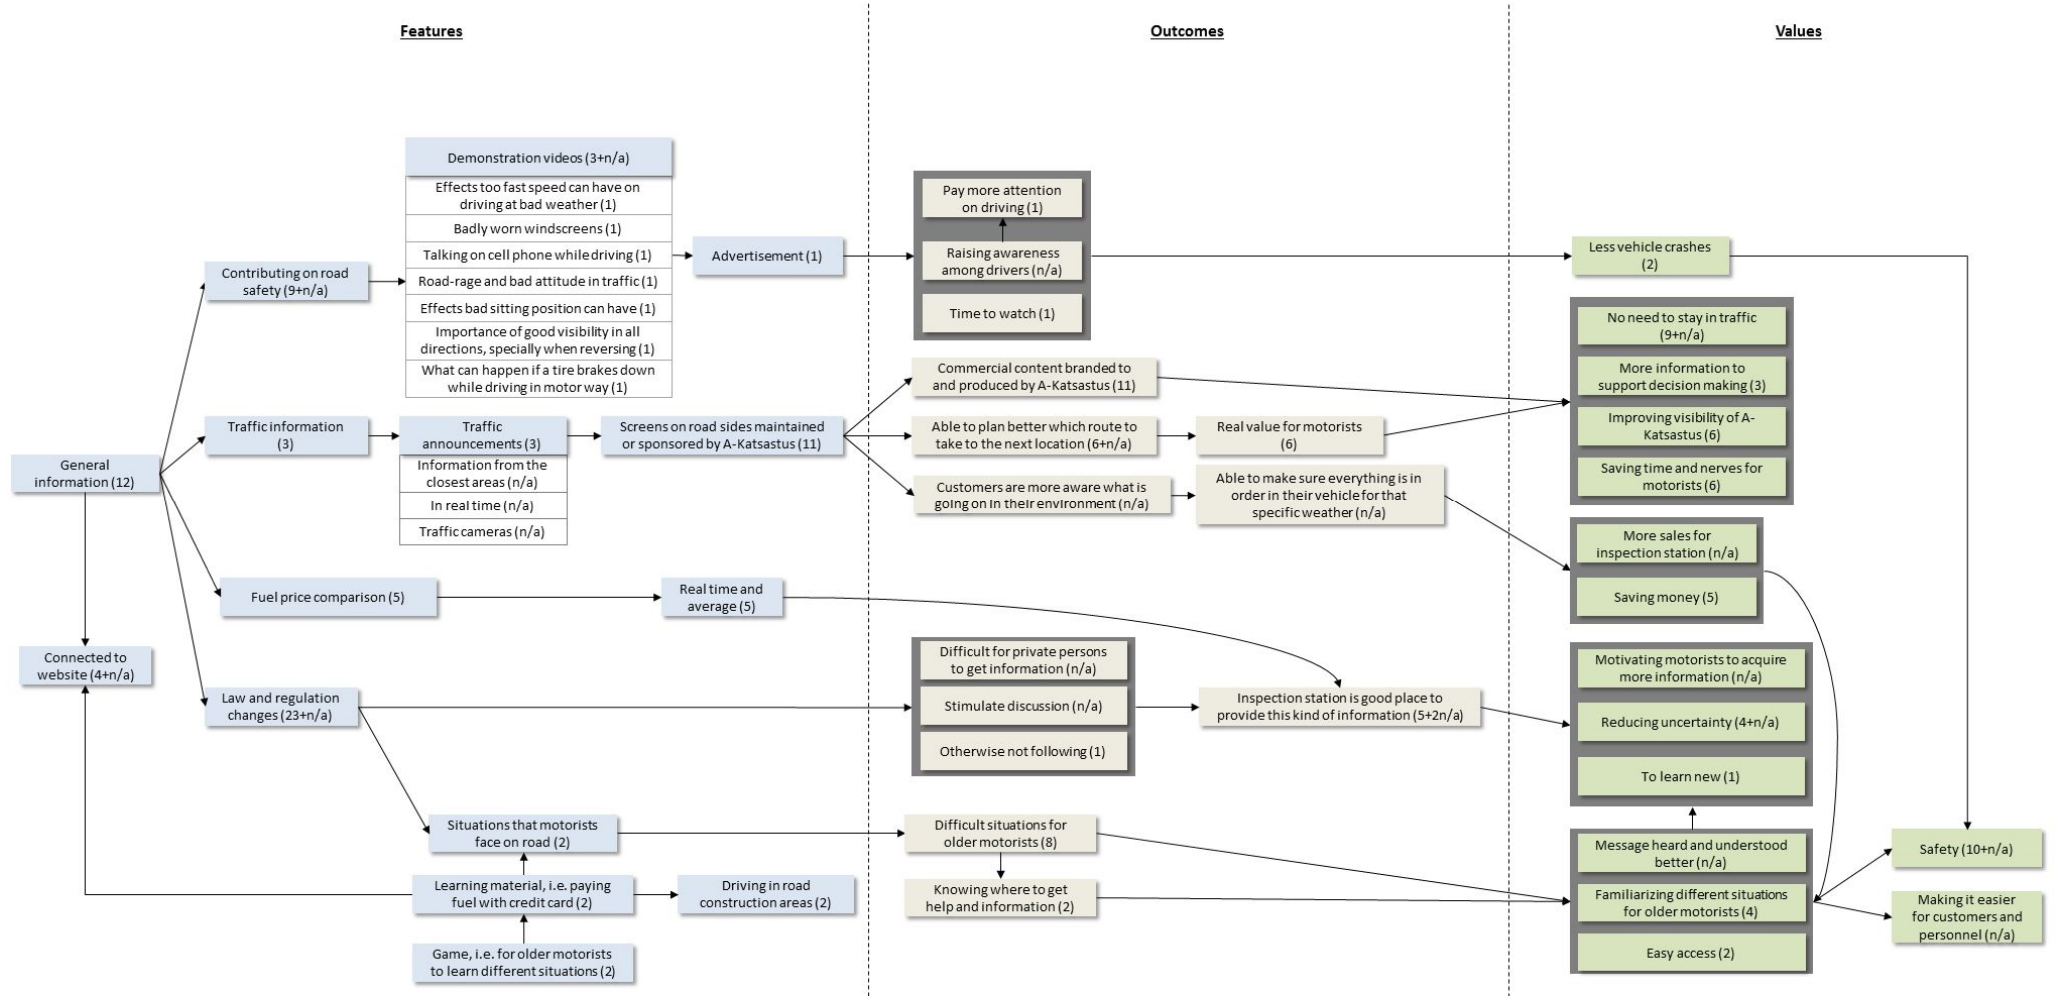 Features
Outcomes
Values
Demonstration videos (3+n/a)
Effects too fast speed can have on
driving at bad weather (1)
Badly worn windscreens (1)
Talking on cell phone while driving (1)
Road-rage and bad attitude in traffic (1)
Effects bad sitting position can have (1)
Importance of good visibility in all
directions, specially when reversing (1)
What can happen if a tire brakes down
while driving in motor way (1)
Contributing on road
safety (9+n/a)
Advertisement (1)
Traffic information
(3)
Traffic
announcements (3)
Information from the
closest areas (n/a)
In real time (n/a)
Traffic cameras (n/a)
Screens on road sides maintained
or sponsored by A-Katsastus (11)
General
information (12)
Fuel price comparison (5)
Real time and
average (5)
Connected to
website (4+n/a)
Law and regulation
changes (23+n/a)
Situations that motorists
face on road (2)
Learning material, i.e. paying
fuel with credit card (2)
Driving in road
construction areas (2)
Game, i.e. for older motorists
to learn different situations (2)
Pay more attention
on driving (1)
Raising awareness
among drivers (n/a)
Time to watch (1)
Commercial content branded to
and produced by A-Katsastus (11)
Able to plan better which route to
take to the next location (6+n/a)
Real value for motorists
(6)
Customers are more aware what is
going on in their environment (n/a)
Able to make sure everything is in
order in their vehicle for that
specific weather (n/a)
Difficult for private persons
to get information (n/a)
Stimulate discussion (n/a)
Otherwise not following (1)
Inspection station is good place to
provide this kind of information (5+2n/a)
Difficult situations for
older motorists (8)
Knowing where to get
help and information (2)
Less vehicle crashes
(2)
No need to stay in traffic
(9+n/a)
More information to
support decision making (3)
Improving visibility of A-
Katsastus (6)
Saving time and nerves for
motorists (6)
More sales for
inspection station (n/a)
Saving money (5)
Motivating motorists to acquire
more information (n/a)
Reducing uncertainty (4+n/a)
To learn new (1)
Message heard and understood
better (n/a)
Familiarizing different situations
for older motorists (4)
Easy access (2)
Safety (10+n/a)
Making it easier
for customers and
personnel (n/a)